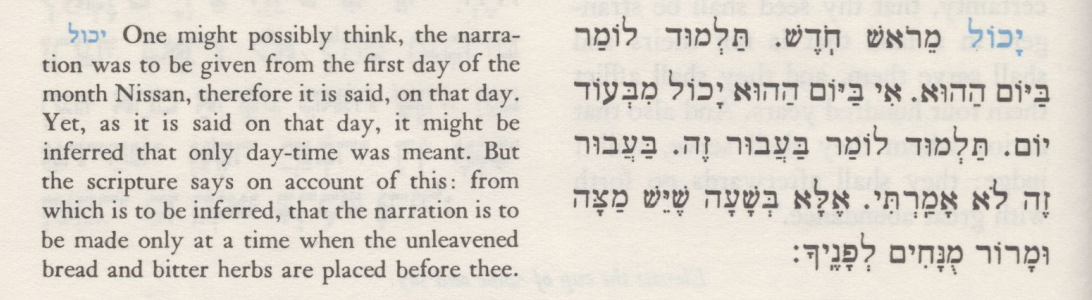 יכול One might possibly think, the narra-
tion was to be given from the first day of the
month Nissan, therefore it is said, on that day.
Yet, as it is said on that day, it might be
inferred that only day-time was meant. But
the scripture says on account of this: from
which is to be inferred, that the narration is to
be made only at a time when the unleavened
bread and bitter herbs are placed before thee.
יָכוֹל מֵרֹאשׁ חֹדֶשׁ. תַּלְמוּד לוֹמַר
בַּיּוֹם הַהוּא. אִי בַּיּוֹם הַהוּא יָכוֹל מִבְּעוֹד
יוֹם. תַּלְמוּד לוֹמַר בַּעֲבוּר זֶה. בַּעֲבוּר
זֶה לֹא אָמַרְתִּי. אֶלָּא בְּשָׁעָה שֶׁיֵּשׁ מַצָּה
וּמָרוֹר מֻנָּחִים לְפָנֶיךָ: